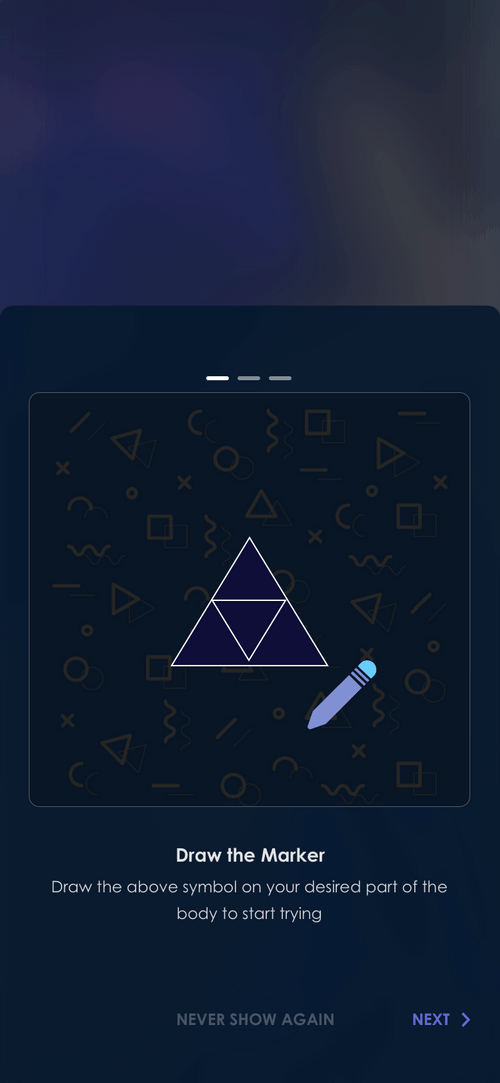 Draw the Marker
Draw the above symbol on your desired part of the
body to start trying
NEVER SHOW AGAIN
NEXT